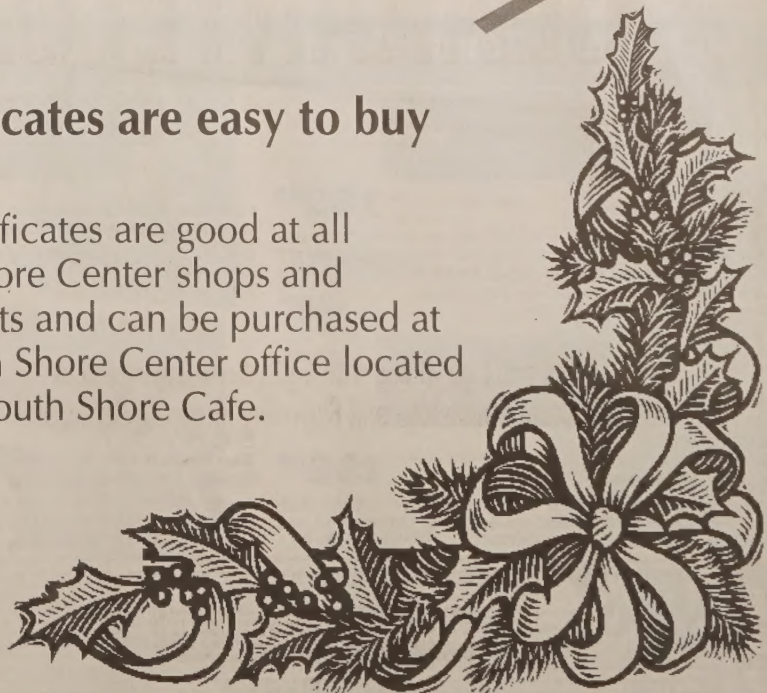 cates are easy to buy
ficates are good at all
ore Center shops and
ts and can be purchased at
n Shore Center office located
outh Shore Cafe.